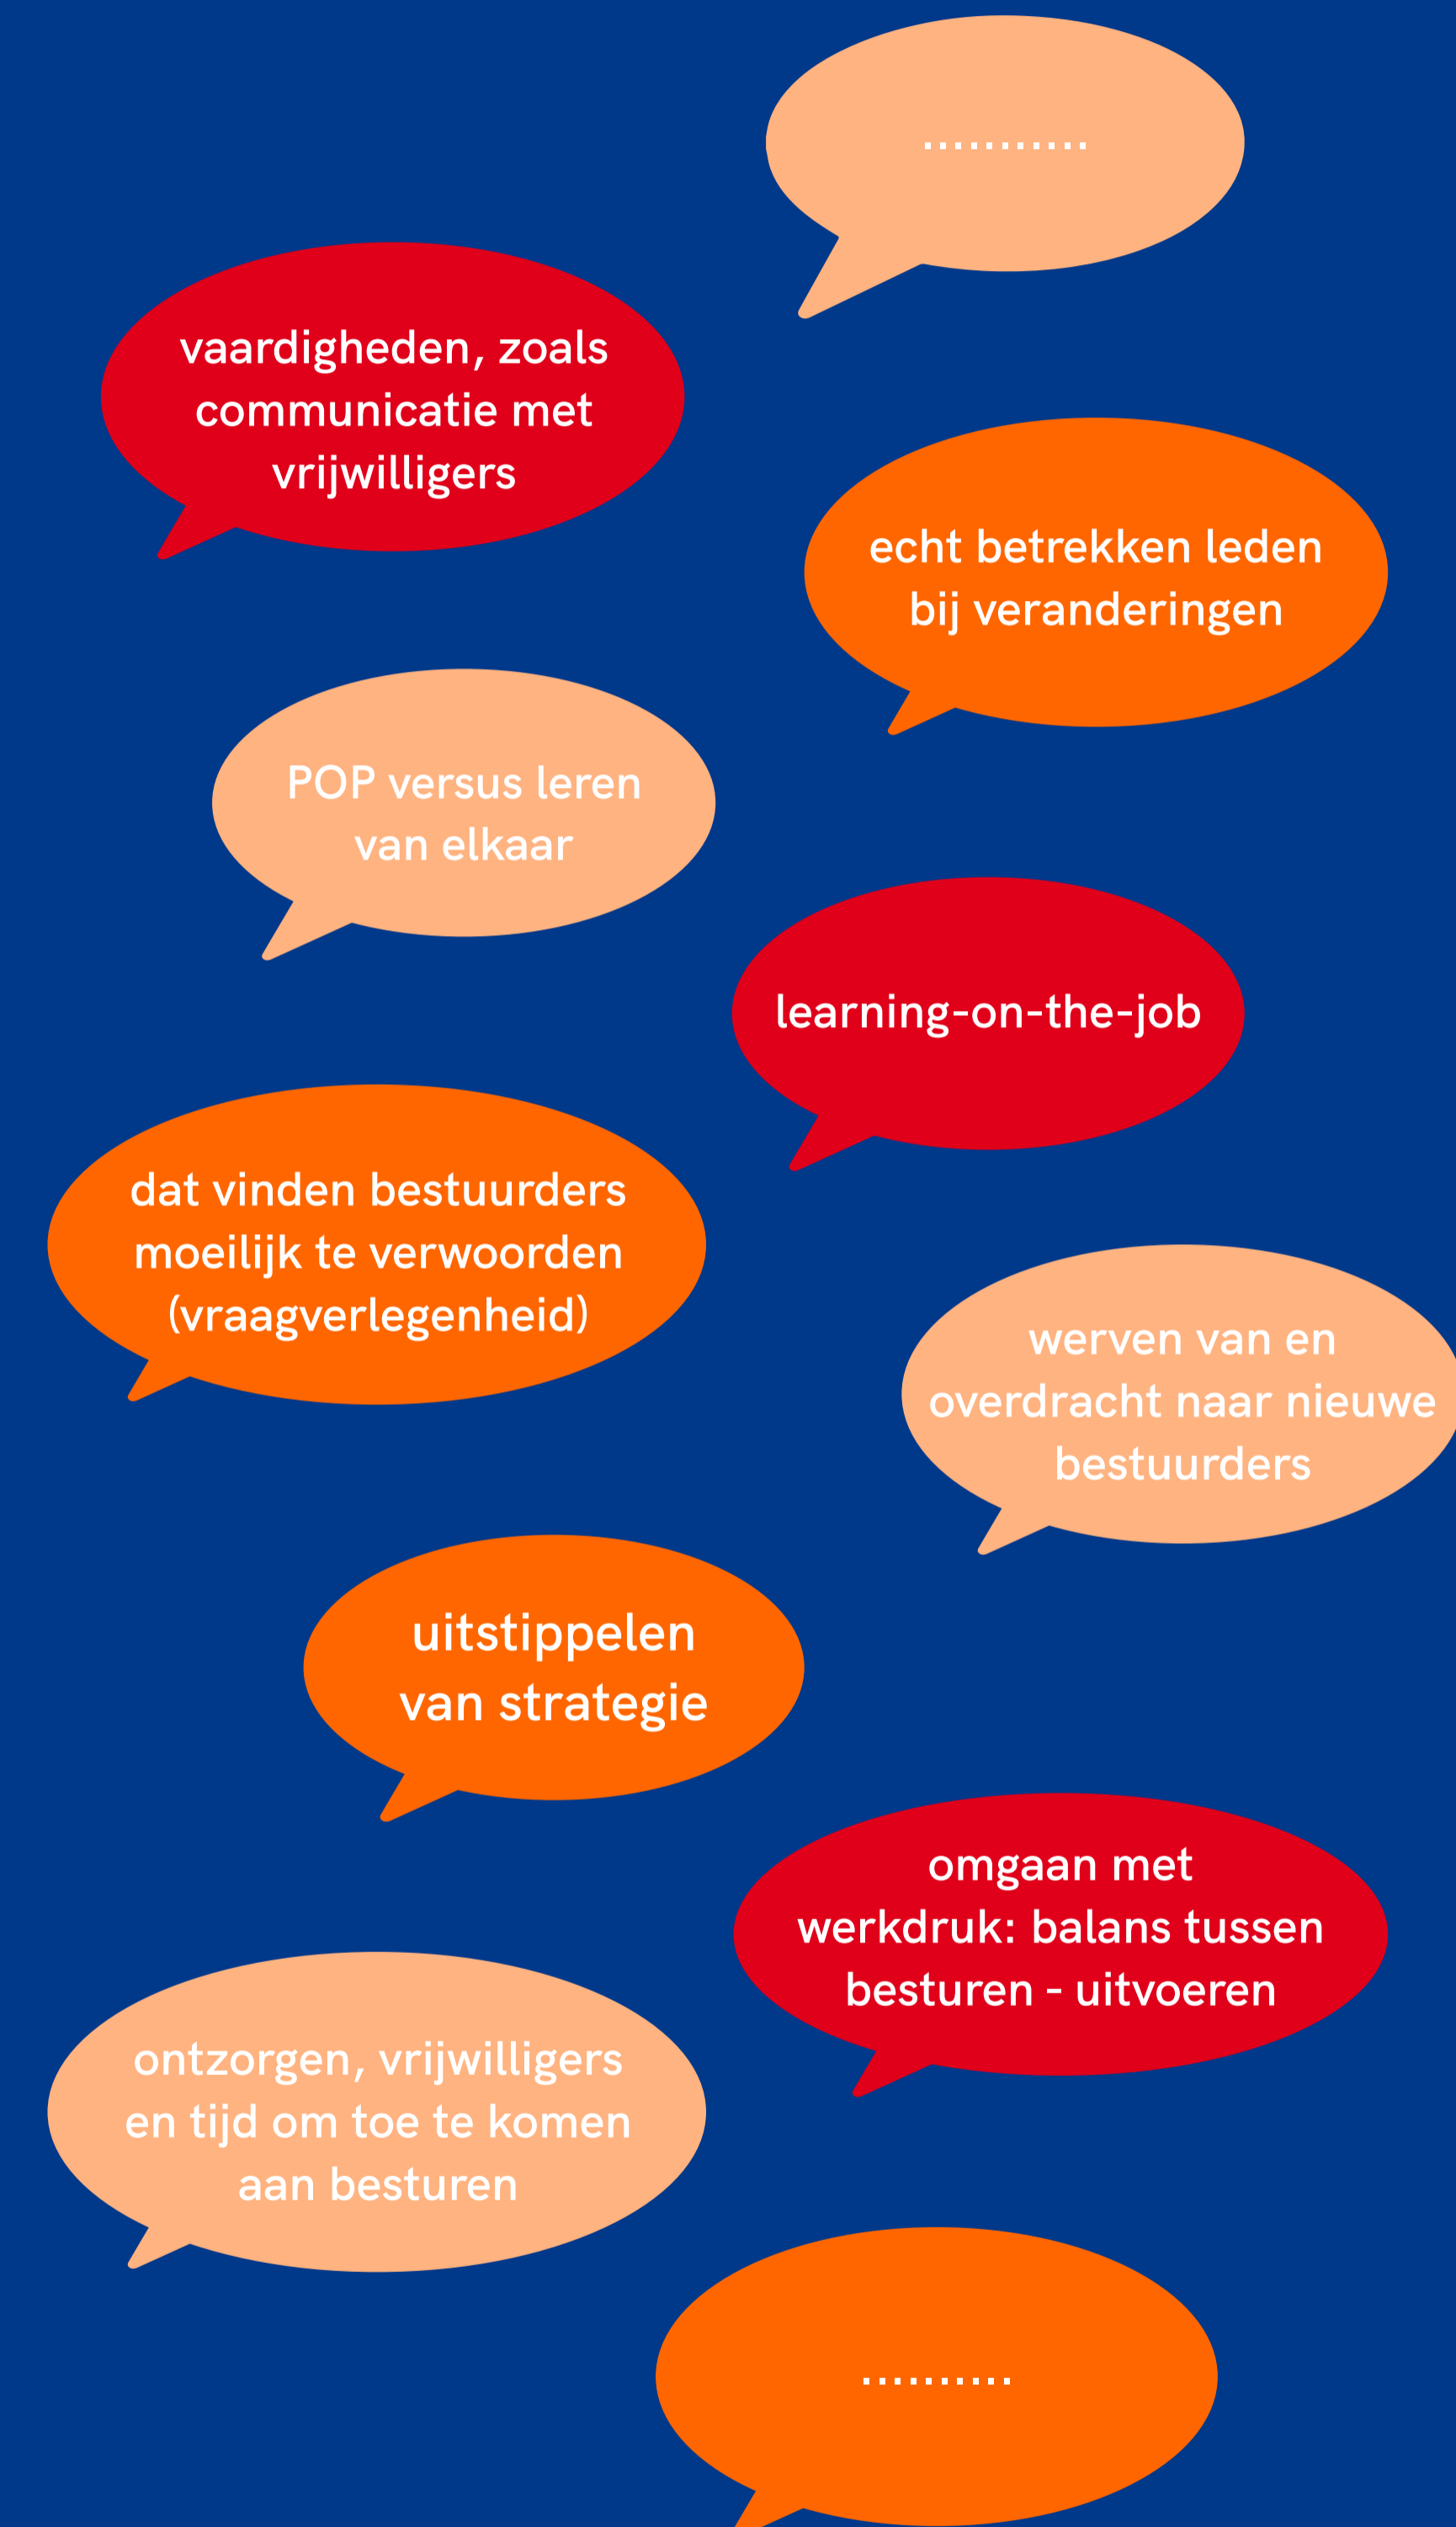 ...........
vaardigheden, zoals
communicatie met
vrijwilligers
echt betrekken leden
bij veranderingen
POP versus leren
van elkaar
learning-on-the-job
dat vinden bestuurders
moeilijk te verwoorden
(vraagverlegenheid)
werven van en
overdracht naar nieuwe
bestuurders
uitstippelen
van strategie
omgaan met
werkdruk: balans tussen
besturen - uitvoeren
ontzorgen, vrijwilligers
en tijd om toe te komen
aan besturen
..........